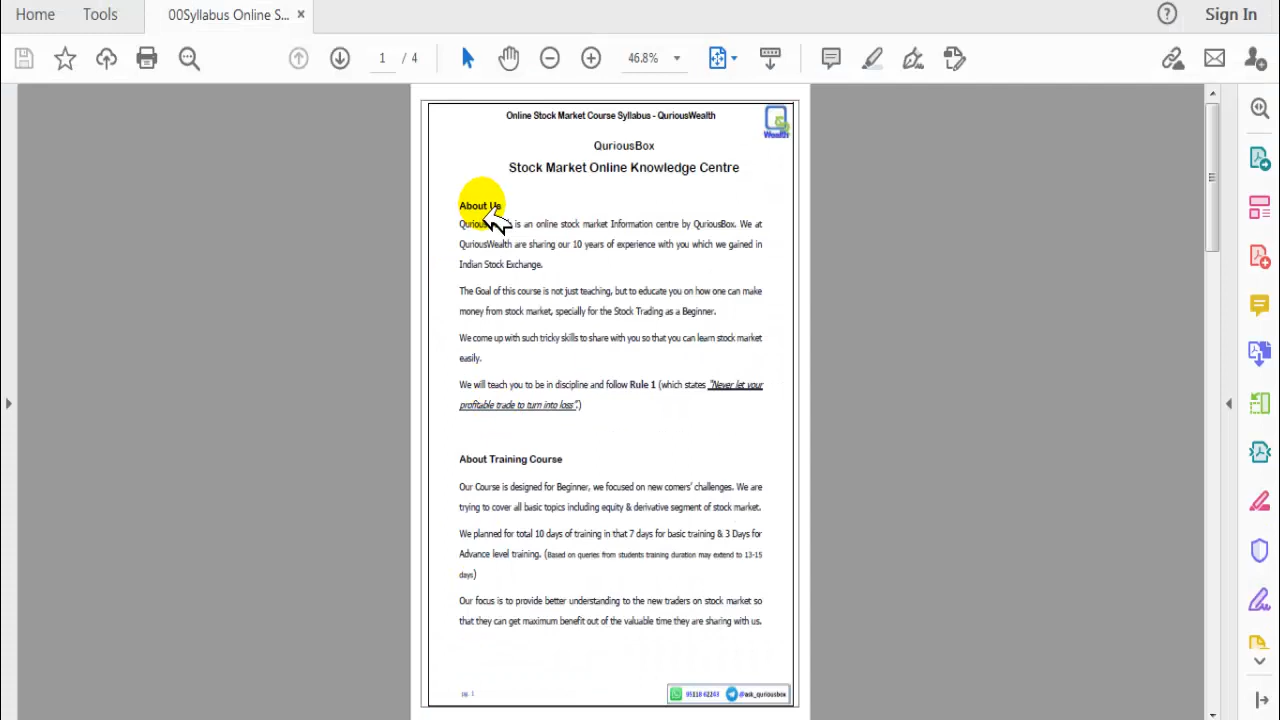 Home Tools 00Syllabus Online S... × Sign In
1 / 4 46.8%
Online Stock Market Course Syllabus - QuriousWealth
Wealth
QuriousBox
Stock Market Online Knowledge Centre
About Us
is an online stock market Information centre by QuriousBox. We at
QuriousWealth are sharing our 10 years of experience with you which we gained in
Indian Stock Exchange.
The Goal of this course is not just teaching, but to educate you on how one can make
money from stock market, specially for the Stock Trading as a Beginner.
We come up with such tricky skills to share with you so that you can learn stock market
easily.
We will teach you to be in discipline and follow Rule 1 (which states "Never let your
profitable trade to turn into loss".)
About Training Course
Our Course is designed for Beginner, we focused on new comers' challenges. We are
trying to cover all basic topics including equity & derivative segment of stock market.
We planned for total 10 days of training in that 7 days for basic training & 3 Days for
Advance level training. (Based on queries from students training duration may extend to 13-15
days)
Our focus is to provide better understanding to the new traders on stock market so
that they can get maximum benefit out of the valuable time they are sharing with us.
pg. 1 @ask_quriousbox